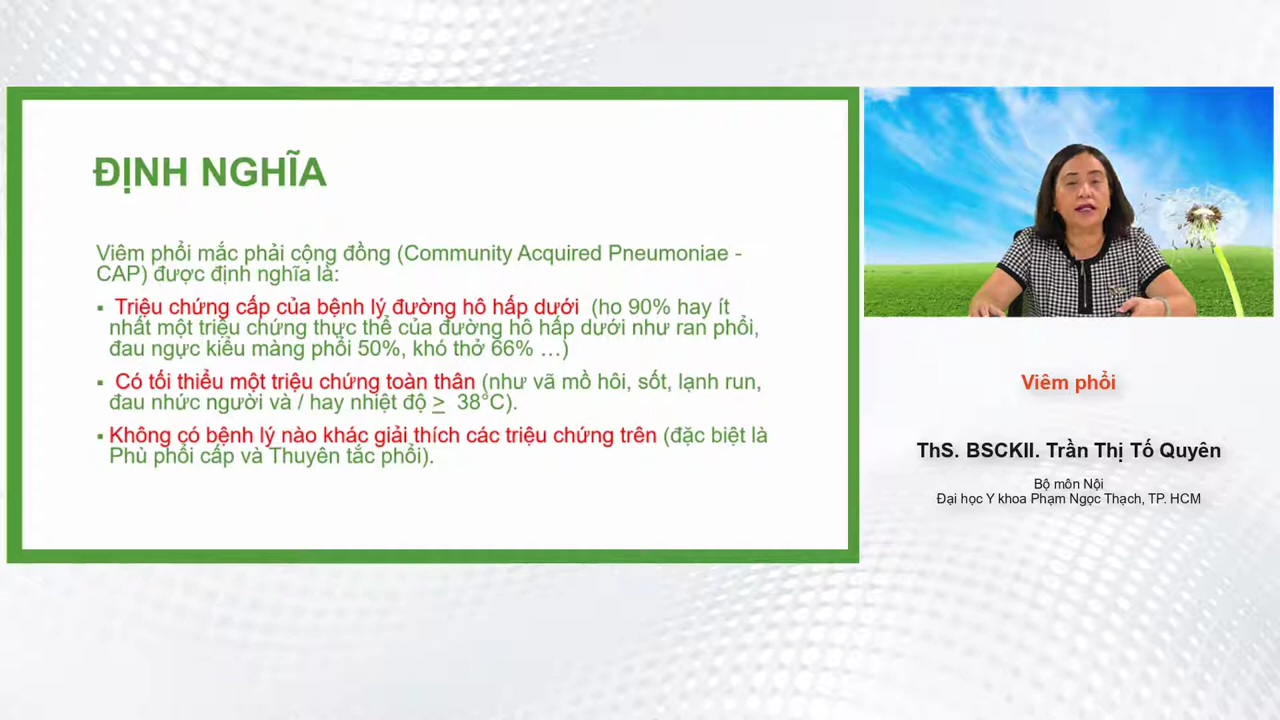 ĐỊNH NGHĨA
Viêm phổi mắc phải cộng đồng (Community Acquired Pneumoniae -
CAP) được định nghĩa là:
▪ Triệu chứng cấp của bệnh lý đường hô hấp dưới (ho 90% hay ít
nhất một triệu chứng thực thể của đường hô hấp dưới như ran phổi,
đau ngực kiểu màng phổi 50%, khó thở 66% …)
▪ Có tối thiểu một triệu chứng toàn thân (như vã mồ hôi, sốt, lạnh run,
đau nhức người và / hay nhiệt độ ≥ 38°C).
▪ Không có bệnh lý nào khác giải thích các triệu chứng trên (đặc biệt là
Phù phổi cấp và Thuyên tắc phổi).
Viêm phổi
ThS. BSCKII. Trần Thị Tố Quyên
Bộ môn Nội
Đại học Y khoa Phạm Ngọc Thạch, TP. HCM